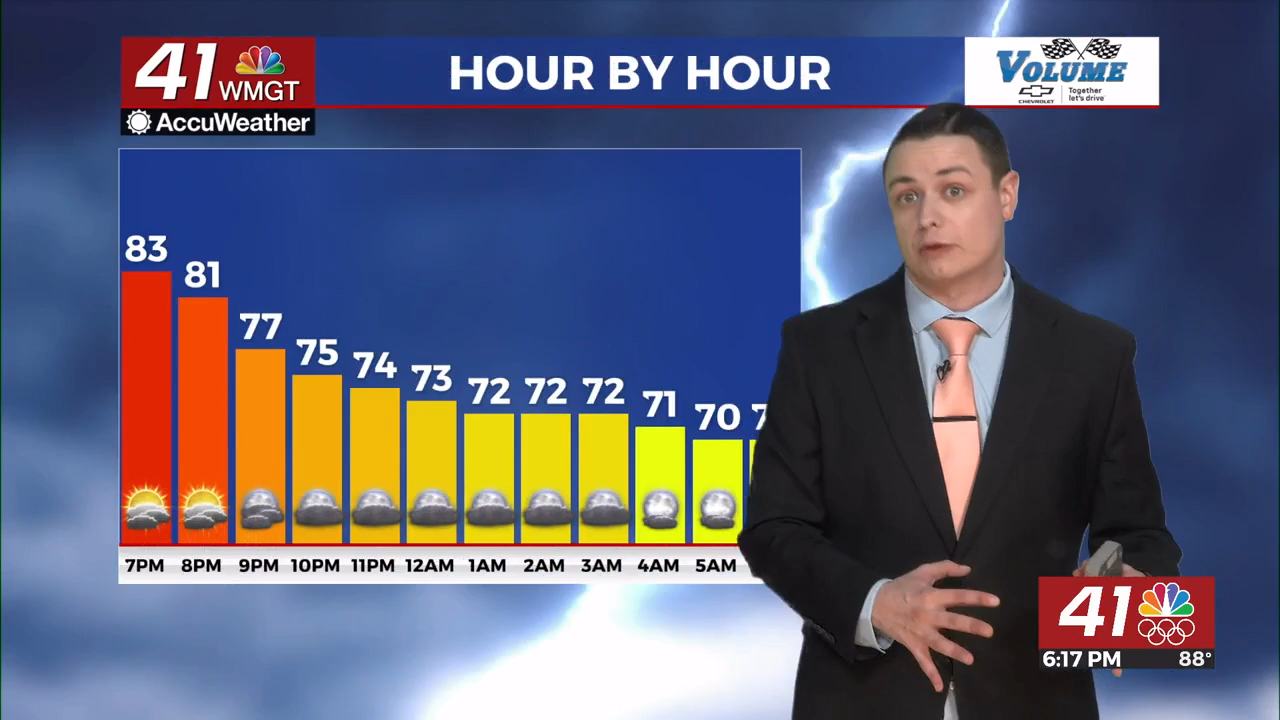 41
WMGT
AccuWeather
HOUR BY HOUR
VOLUME
CHEVROLET
Together
let's drive
83 81 77 75 74 73 72 72 72 71 70 7
7PM 8PM 9PM 10PM 11PM 12AM 1AM 2AM 3AM 4AM 5AM
41
6:17 PM 88°